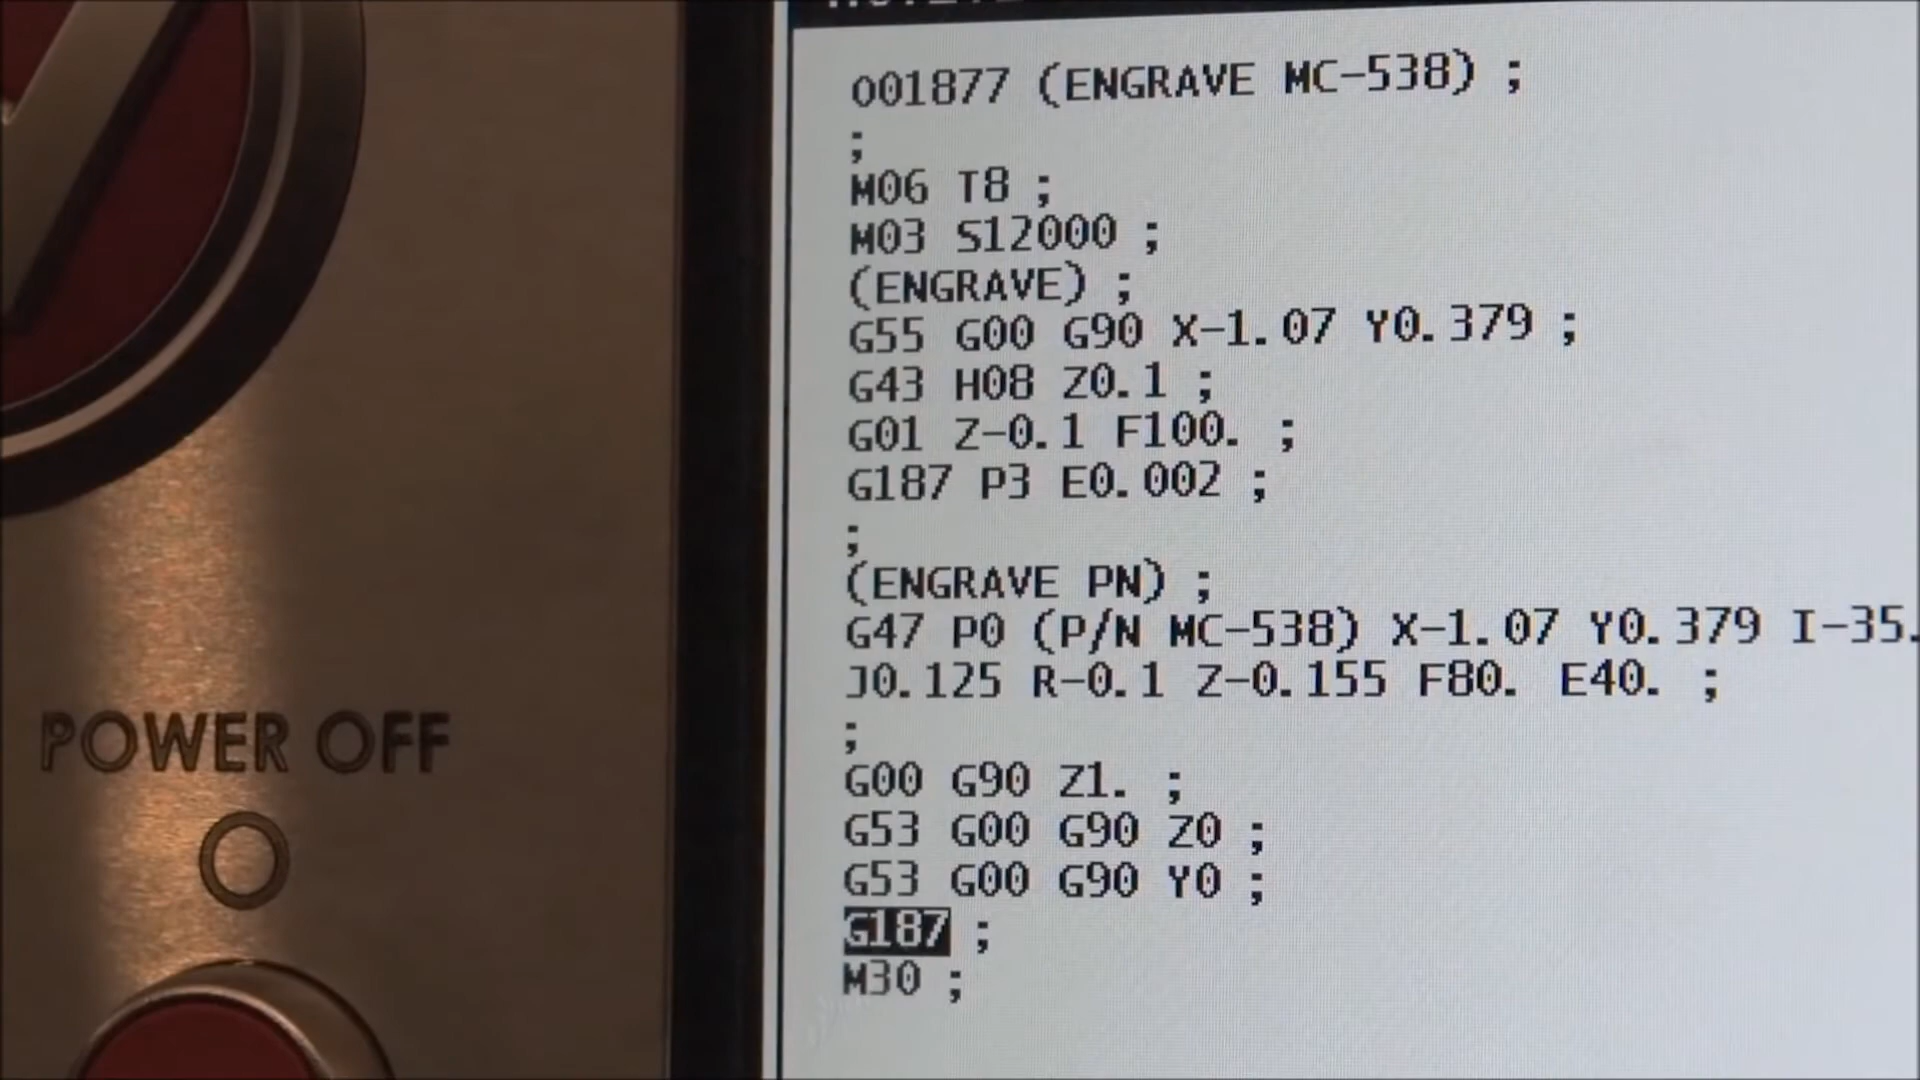 O01877 (ENGRAVE MC-538) ;
;
M06 T8 ;
M03 S12000 ;
(ENGRAVE) ;
G55 G00 G90 X-1.07 Y0.379 ;
G43 H08 Z0.1 ;
G01 Z-0.1 F100. ;
G187 P3 E0.002 ;
;
(ENGRAVE PN) ;
G47 P0 (P/N MC-538) X-1.07 Y0.379 I-35.
J0.125 R-0.1 Z-0.155 F80. E40. ;
;
G00 G90 Z1. ;
G53 G00 G90 Z0 ;
G53 G00 G90 Y0 ;
G187 ;
M30 ;
POWER OFF